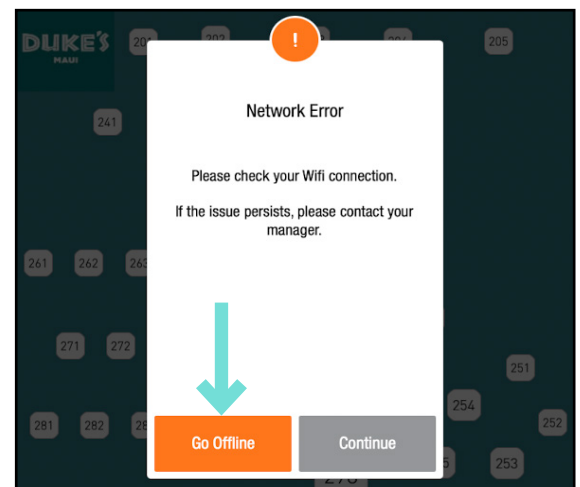 DUKE'S
MAUI
205
!
241
Network Error
Please check your Wifi connection.
If the issue persists, please contact your
manager.
261 262 263
271 272
251
254
281 282
252
Go Offline Continue
253